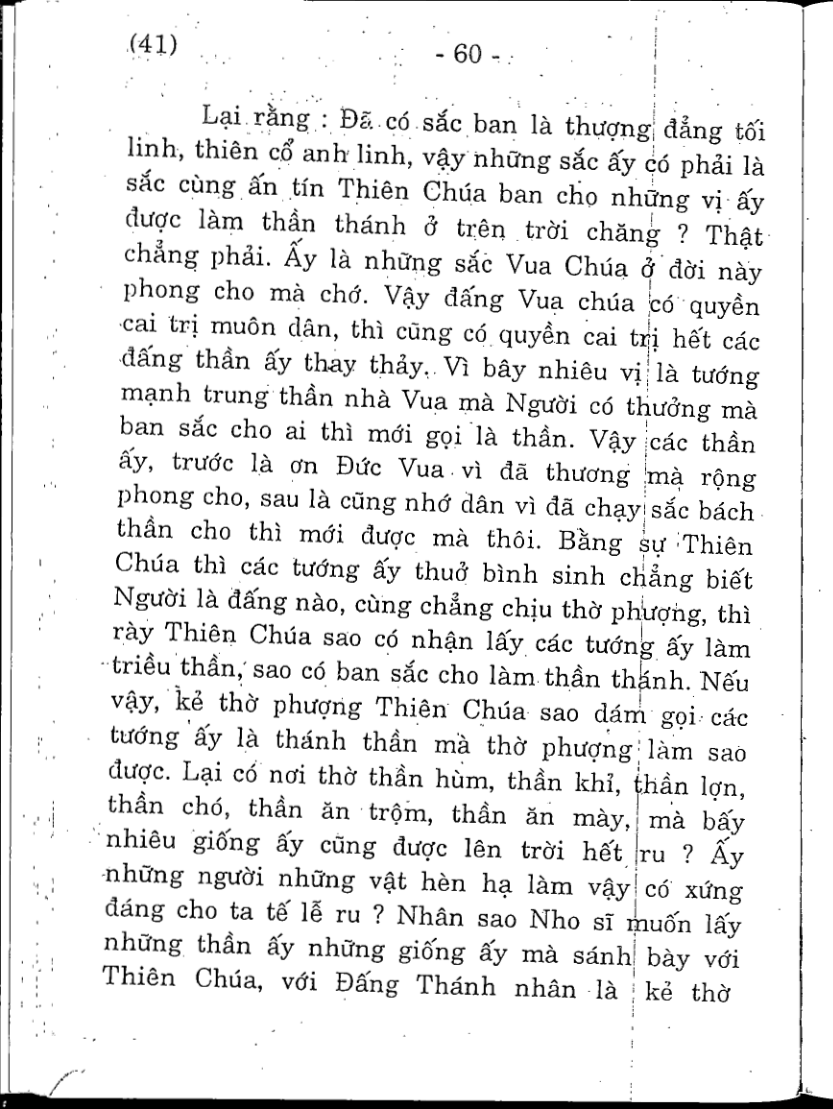 (41)
- 60 -
Lại rằng : Đã có sắc ban là thượng đẳng tối
linh, thiên cổ anh linh, vậy những sắc ấy có phải là
sắc cùng ấn tín Thiên Chúa ban cho những vị ấy
được làm thần thánh ở trên trời chăng ? Thật
chẳng phải. Ấy là những sắc Vua Chúa ở đời này
phong cho mà chớ. Vậy đấng Vua chúa có quyền
cai trị muôn dân, thì cũng có quyền cai trị hết các
đấng thần ấy thay thảy. Vì bây nhiêu vị là tướng
mạnh trung thần nhà Vua mà Người có thưởng mà
ban sắc cho ai thì mới gọi là thần. Vậy các thần
ấy, trước là ơn Đức Vua vì đã thương mà rộng
phong cho, sau là cũng nhớ dân vì đã chạy sắc bách
thần cho thì mới được mà thôi. Bằng sự Thiên
Chúa thì các tướng ấy thuở bình sinh chẳng biết
Người là đấng nào, cùng chẳng chịu thờ phượng, thì
rày Thiên Chúa sao có nhận lấy các tướng ấy làm
triều thần, sao có ban sắc cho làm thần thánh. Nếu
vậy, kẻ thờ phượng Thiên Chúa sao dám gọi các
tướng ấy là thánh thần mà thờ phượng làm sao
được. Lại có nơi thờ thần hùm, thần khỉ, thần lợn,
thần chó, thần ăn trộm, thần ăn mày, mà bấy
nhiêu giống ấy cũng được lên trời hết ru ? Ấy
những người những vật hèn hạ làm vậy có xứng
đáng cho ta tế lễ ru ? Nhân sao Nho sĩ muốn lấy
những thần ấy những giống ấy mà sánh bày với
Thiên Chúa, với Đấng Thánh nhân là kẻ thờ